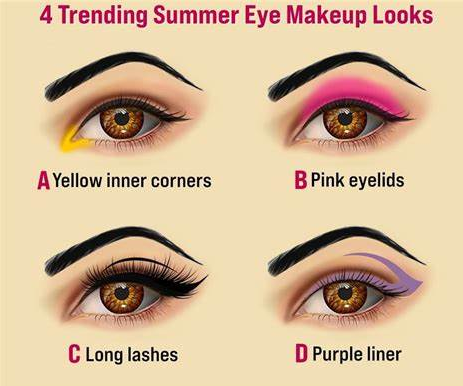 4 Trending Summer Eye Makeup Looks
A Yellow inner corners
B Pink eyelids
C Long lashes
D Purple liner